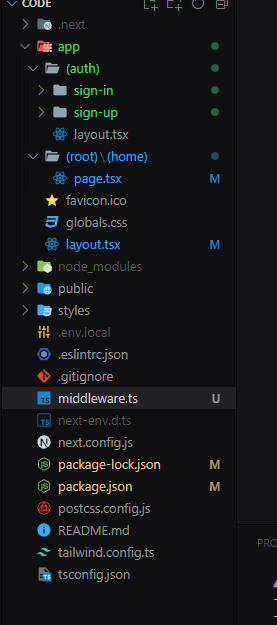 CODE
.next
app
(auth)
sign-in
sign-up
layout.tsx
(root)\(home)
page.tsx M
favicon.ico
globals.css
layout.tsx M
node_modules
public
styles
.env.local
.eslintrc.json
.gitignore
middleware.ts U
next-env.d.ts
next.config.js
package-lock.json M
package.json M
postcss.config.js
README.md
tailwind.config.ts
tsconfig.json
PRO